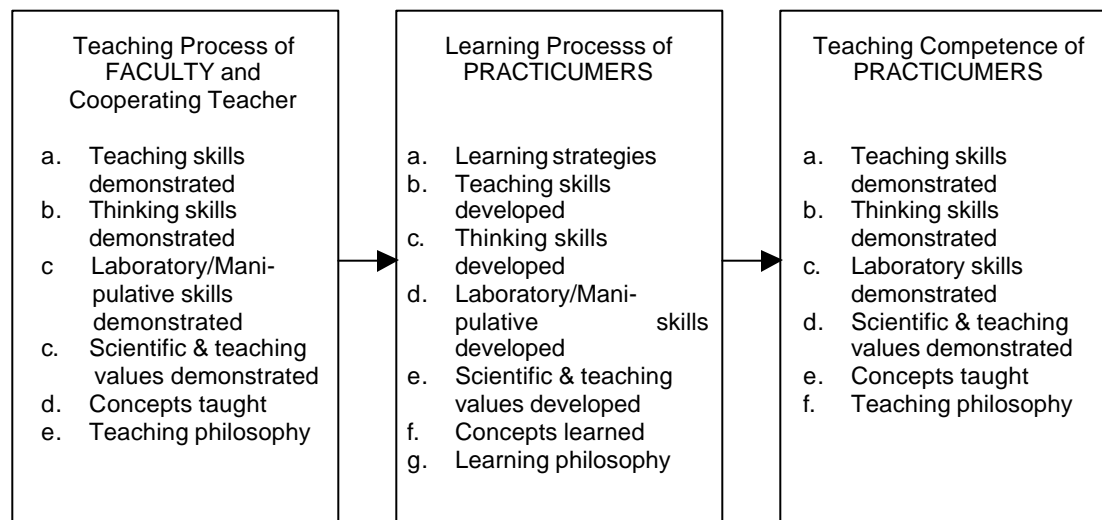 Teaching Process of
FACULTY and
Cooperating Teacher
a. Teaching skills
demonstrated
b. Thinking skills
demonstrated
c Laboratory/Mani-
pulative skills
demonstrated
c. Scientific & teaching
values demonstrated
d. Concepts taught
e. Teaching philosophy
Learning Processs of
PRACTICUMERS
a. Learning strategies
b. Teaching skills
developed
c. Thinking skills
developed
d. Laboratory/Mani-
pulative skills
developed
e. Scientific & teaching
values developed
f. Concepts learned
g. Learning philosophy
Teaching Competence of
PRACTICUMERS
a. Teaching skills
demonstrated
b. Thinking skills
demonstrated
c. Laboratory skills
demonstrated
d. Scientific & teaching
values demonstrated
e. Concepts taught
f. Teaching philosophy